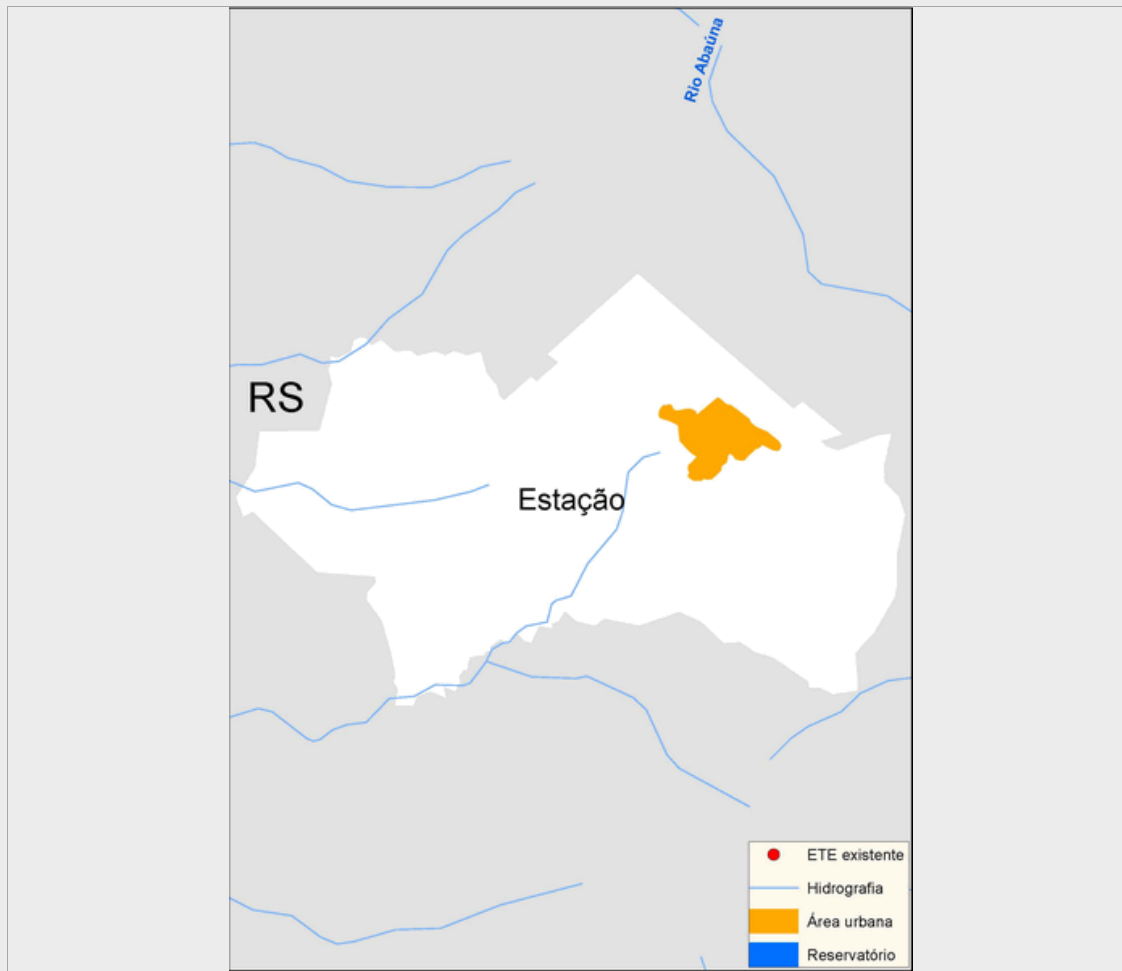 Rio Abaúna
RS
Estação
ETE existente
Hidrografia
Área urbana
Reservatório